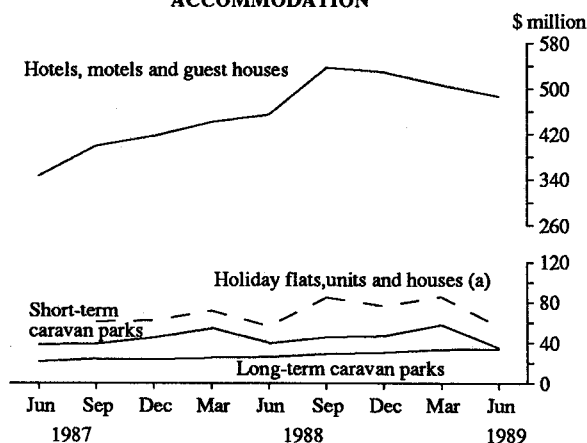 ACCOMMODATION
$ million
580
Hotels, motels and guest houses
500
420
340
260
120
Holiday flats,units and houses (a)
Short-term
caravan parks
80
40
Long-term caravan parks
0
Jun Sep Dec Mar Jun Sep Dec Mar Jun
1987 1988 1989